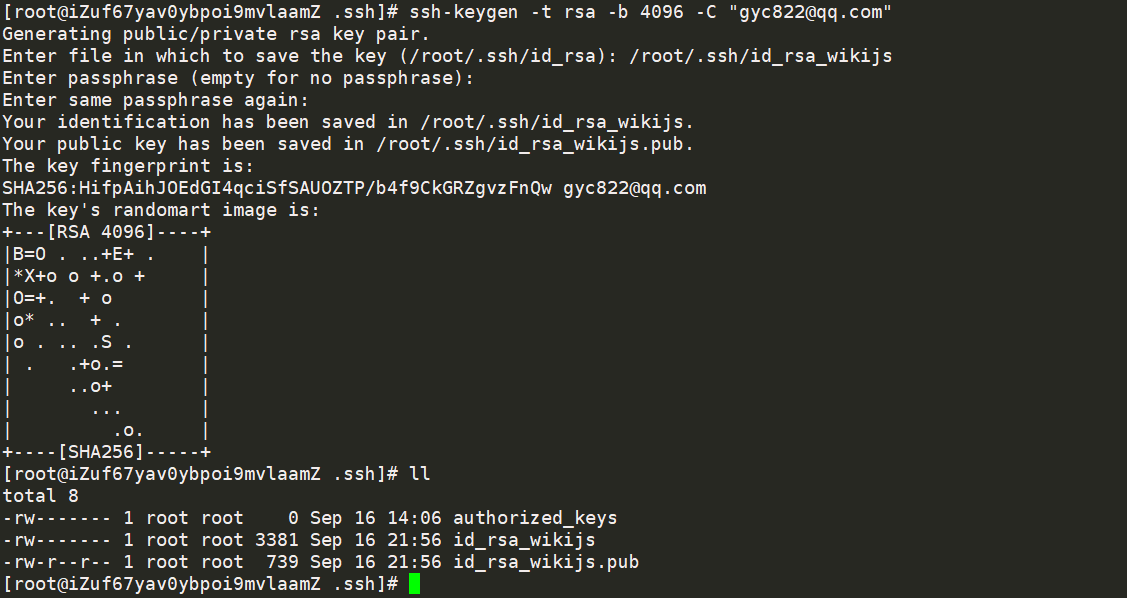 [root@iZuf67yav0ybpoi9mvlaamZ .ssh]# ssh-keygen -t rsa -b 4096 -C "gyc822@qq.com"
Generating public/private rsa key pair.
Enter file in which to save the key (/root/.ssh/id_rsa): /root/.ssh/id_rsa_wikijs
Enter passphrase (empty for no passphrase):
Enter same passphrase again:
Your identification has been saved in /root/.ssh/id_rsa_wikijs.
Your public key has been saved in /root/.ssh/id_rsa_wikijs.pub.
The key fingerprint is:
SHA256:HifpAihJOEdGI4qciSfSAUOZTP/b4f9CkGRZgvzFnQw gyc822@qq.com
The key's randomart image is:
+---[RSA 4096]----+
|B=O . ..+E+ .    |
|*X+o o +.o +     |
|O=+.  + o        |
|o* ..  + .       |
|o . .. .S .      |
| .   .+o.=       |
|     ..o+        |
|       ...       |
|         .o.     |
+----[SHA256]-----+
[root@iZuf67yav0ybpoi9mvlaamZ .ssh]# ll
total 8
-rw------- 1 root root    0 Sep 16 14:06 authorized_keys
-rw------- 1 root root 3381 Sep 16 21:56 id_rsa_wikijs
-rw-r--r-- 1 root root  739 Sep 16 21:56 id_rsa_wikijs.pub
[root@iZuf67yav0ybpoi9mvlaamZ .ssh]#